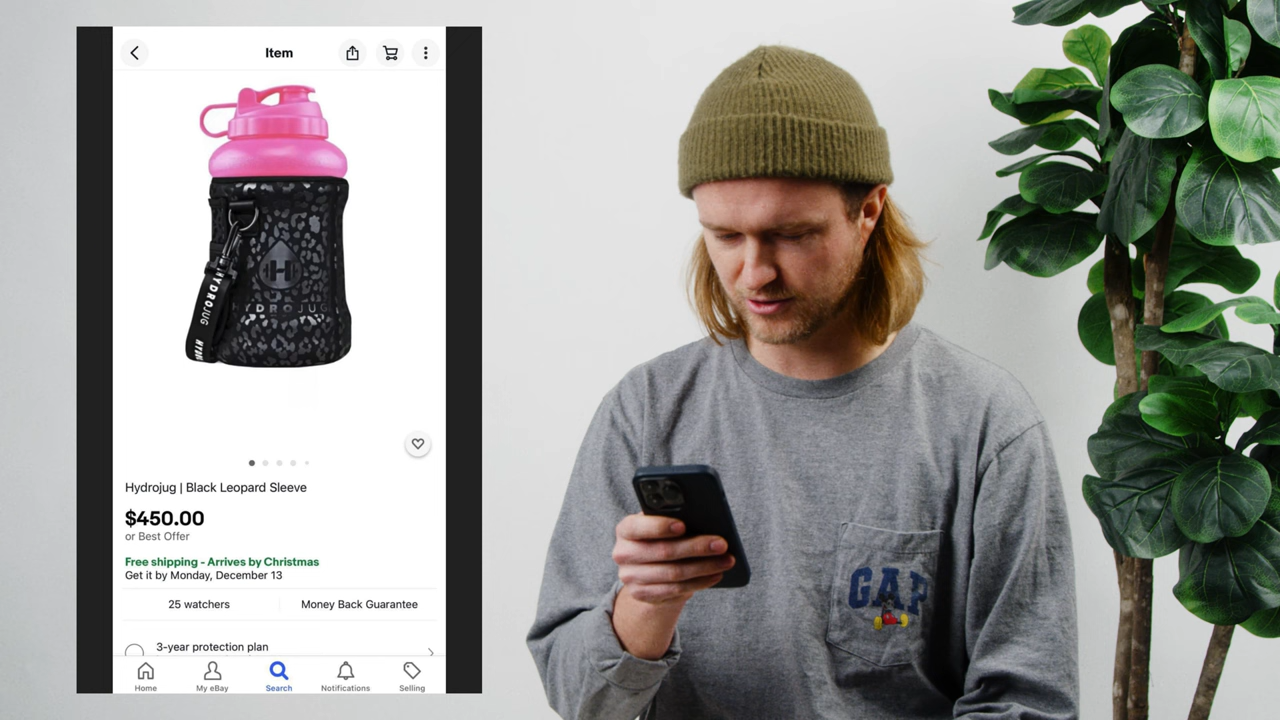 Item
HYDROJUG
YDROJUG
HYDR
Hydrojug | Black Leopard Sleeve
$450.00
or Best Offer
Free shipping - Arrives by Christmas
Get it by Monday, December 13
25 watchers
Money Back Guarantee
3-year protection plan
Home
My eBay
Search
Notifications
Selling
GAP